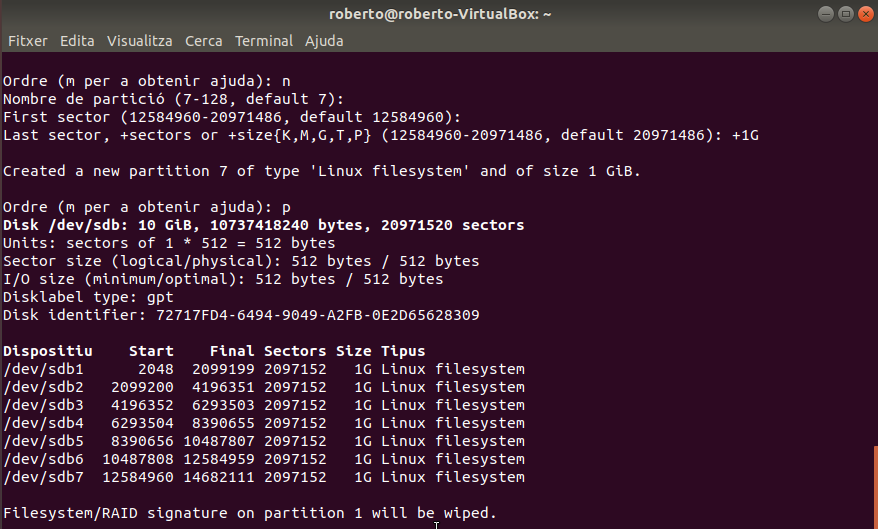 roberto@roberto-VirtualBox: ~
Fitxer Edita Visualitza Cerca Terminal Ajuda
Ordre (m per a obtenir ajuda): n
Nombre de partició (7-128, default 7):
First sector (12584960-20971486, default 12584960):
Last sector, +sectors or +size{K,M,G,T,P} (12584960-20971486, default 20971486): +1G
Created a new partition 7 of type 'Linux filesystem' and of size 1 GiB.
Ordre (m per a obtenir ajuda): p
Disk /dev/sdb: 10 GiB, 10737418240 bytes, 20971520 sectors
Units: sectors of 1 * 512 = 512 bytes
Sector size (logical/physical): 512 bytes / 512 bytes
I/O size (minimum/optimal): 512 bytes / 512 bytes
Disklabel type: gpt
Disk identifier: 72717FD4-6494-9049-A2FB-0E2D65628309
Dispositiu Start Final Sectors Size Tipus
/dev/sdb1 2048 2099199 2097152 1G Linux filesystem
/dev/sdb2 2099200 4196351 2097152 1G Linux filesystem
/dev/sdb3 4196352 6293503 2097152 1G Linux filesystem
/dev/sdb4 6293504 8390655 2097152 1G Linux filesystem
/dev/sdb5 8390656 10487807 2097152 1G Linux filesystem
/dev/sdb6 10487808 12584959 2097152 1G Linux filesystem
/dev/sdb7 12584960 14682111 2097152 1G Linux filesystem
Filesystem/RAID signature on partition 1 will be wiped.